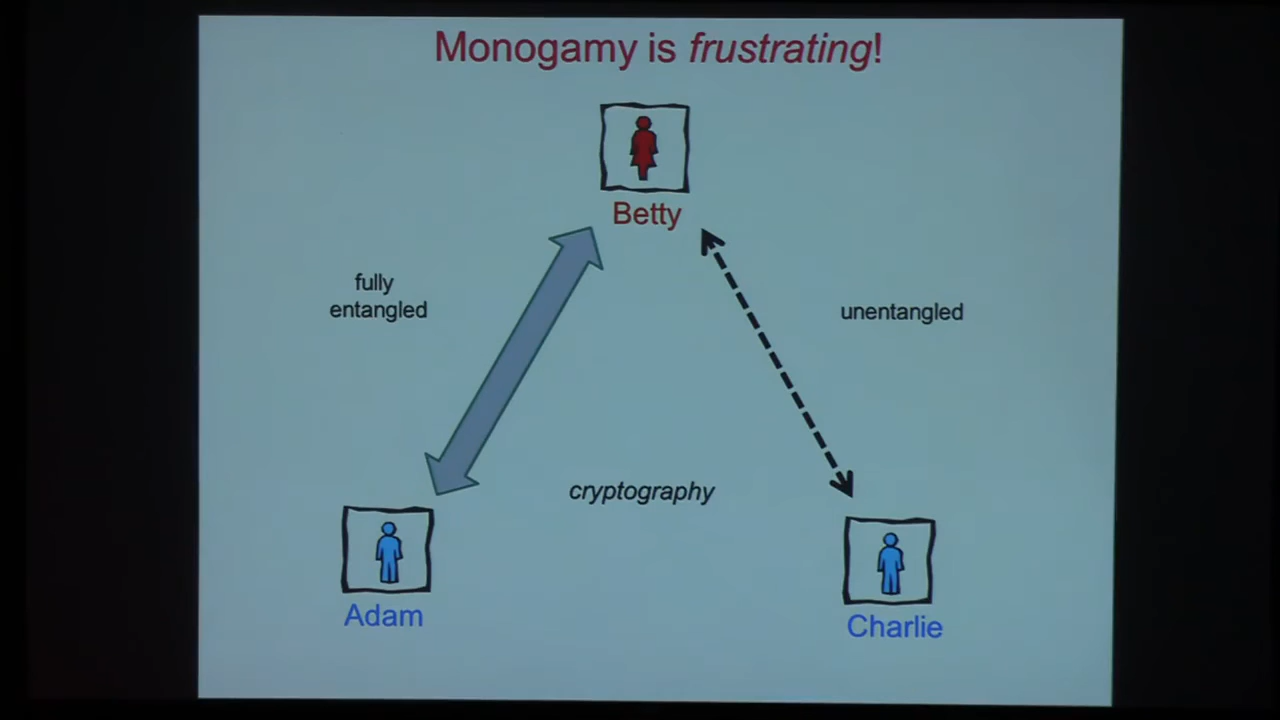 Monogamy is frustrating!
Betty
fully
entangled
unentangled
cryptography
Adam
Charlie